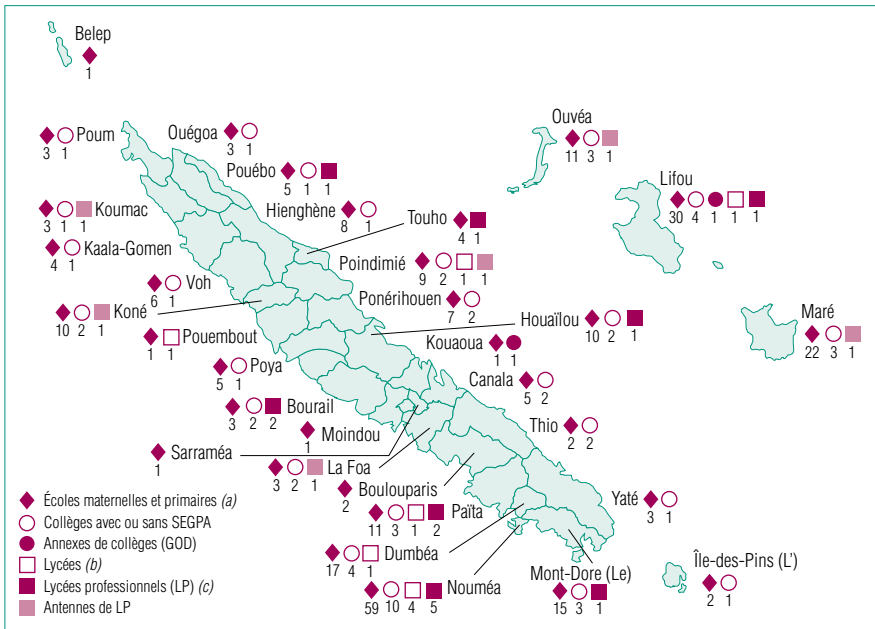 Belep
1
Poum
3 1
Ouégoa
3 1
Pouébo
5 1 1
Ouvéa
11 3 1
Lifou
30 4 1 1 1
Koumac
3 1 1
Hienghène
8 1
Touho
4 1
Kaala-Gomen
4 1
Poindimié
9 2 1 1
Voh
6 1
Ponérihouen
7 2
Koné
10 2 1
Houaïlou
10 2 1
Maré
22 3 1
Pouembout
1 1
Kouaoua
1 1
Poya
5 1
Canala
5 2
Bourail
3 2 2
Thio
2 2
Moindou
1
Sarraméa
1
La Foa
3 2 1
Boulouparis
2
Yaté
3 1
Païta
11 3 1 2
Dumbéa
17 4 1
Nouméa
59 10 4 5
Mont-Dore (Le)
15 3 1
Île-des-Pins (L')
2 1
Écoles maternelles et primaires (a)
Collèges avec ou sans SEGPA
Annexes de collèges (GOD)
Lycées (b)
Lycées professionnels (LP) (c)
Antennes de LP